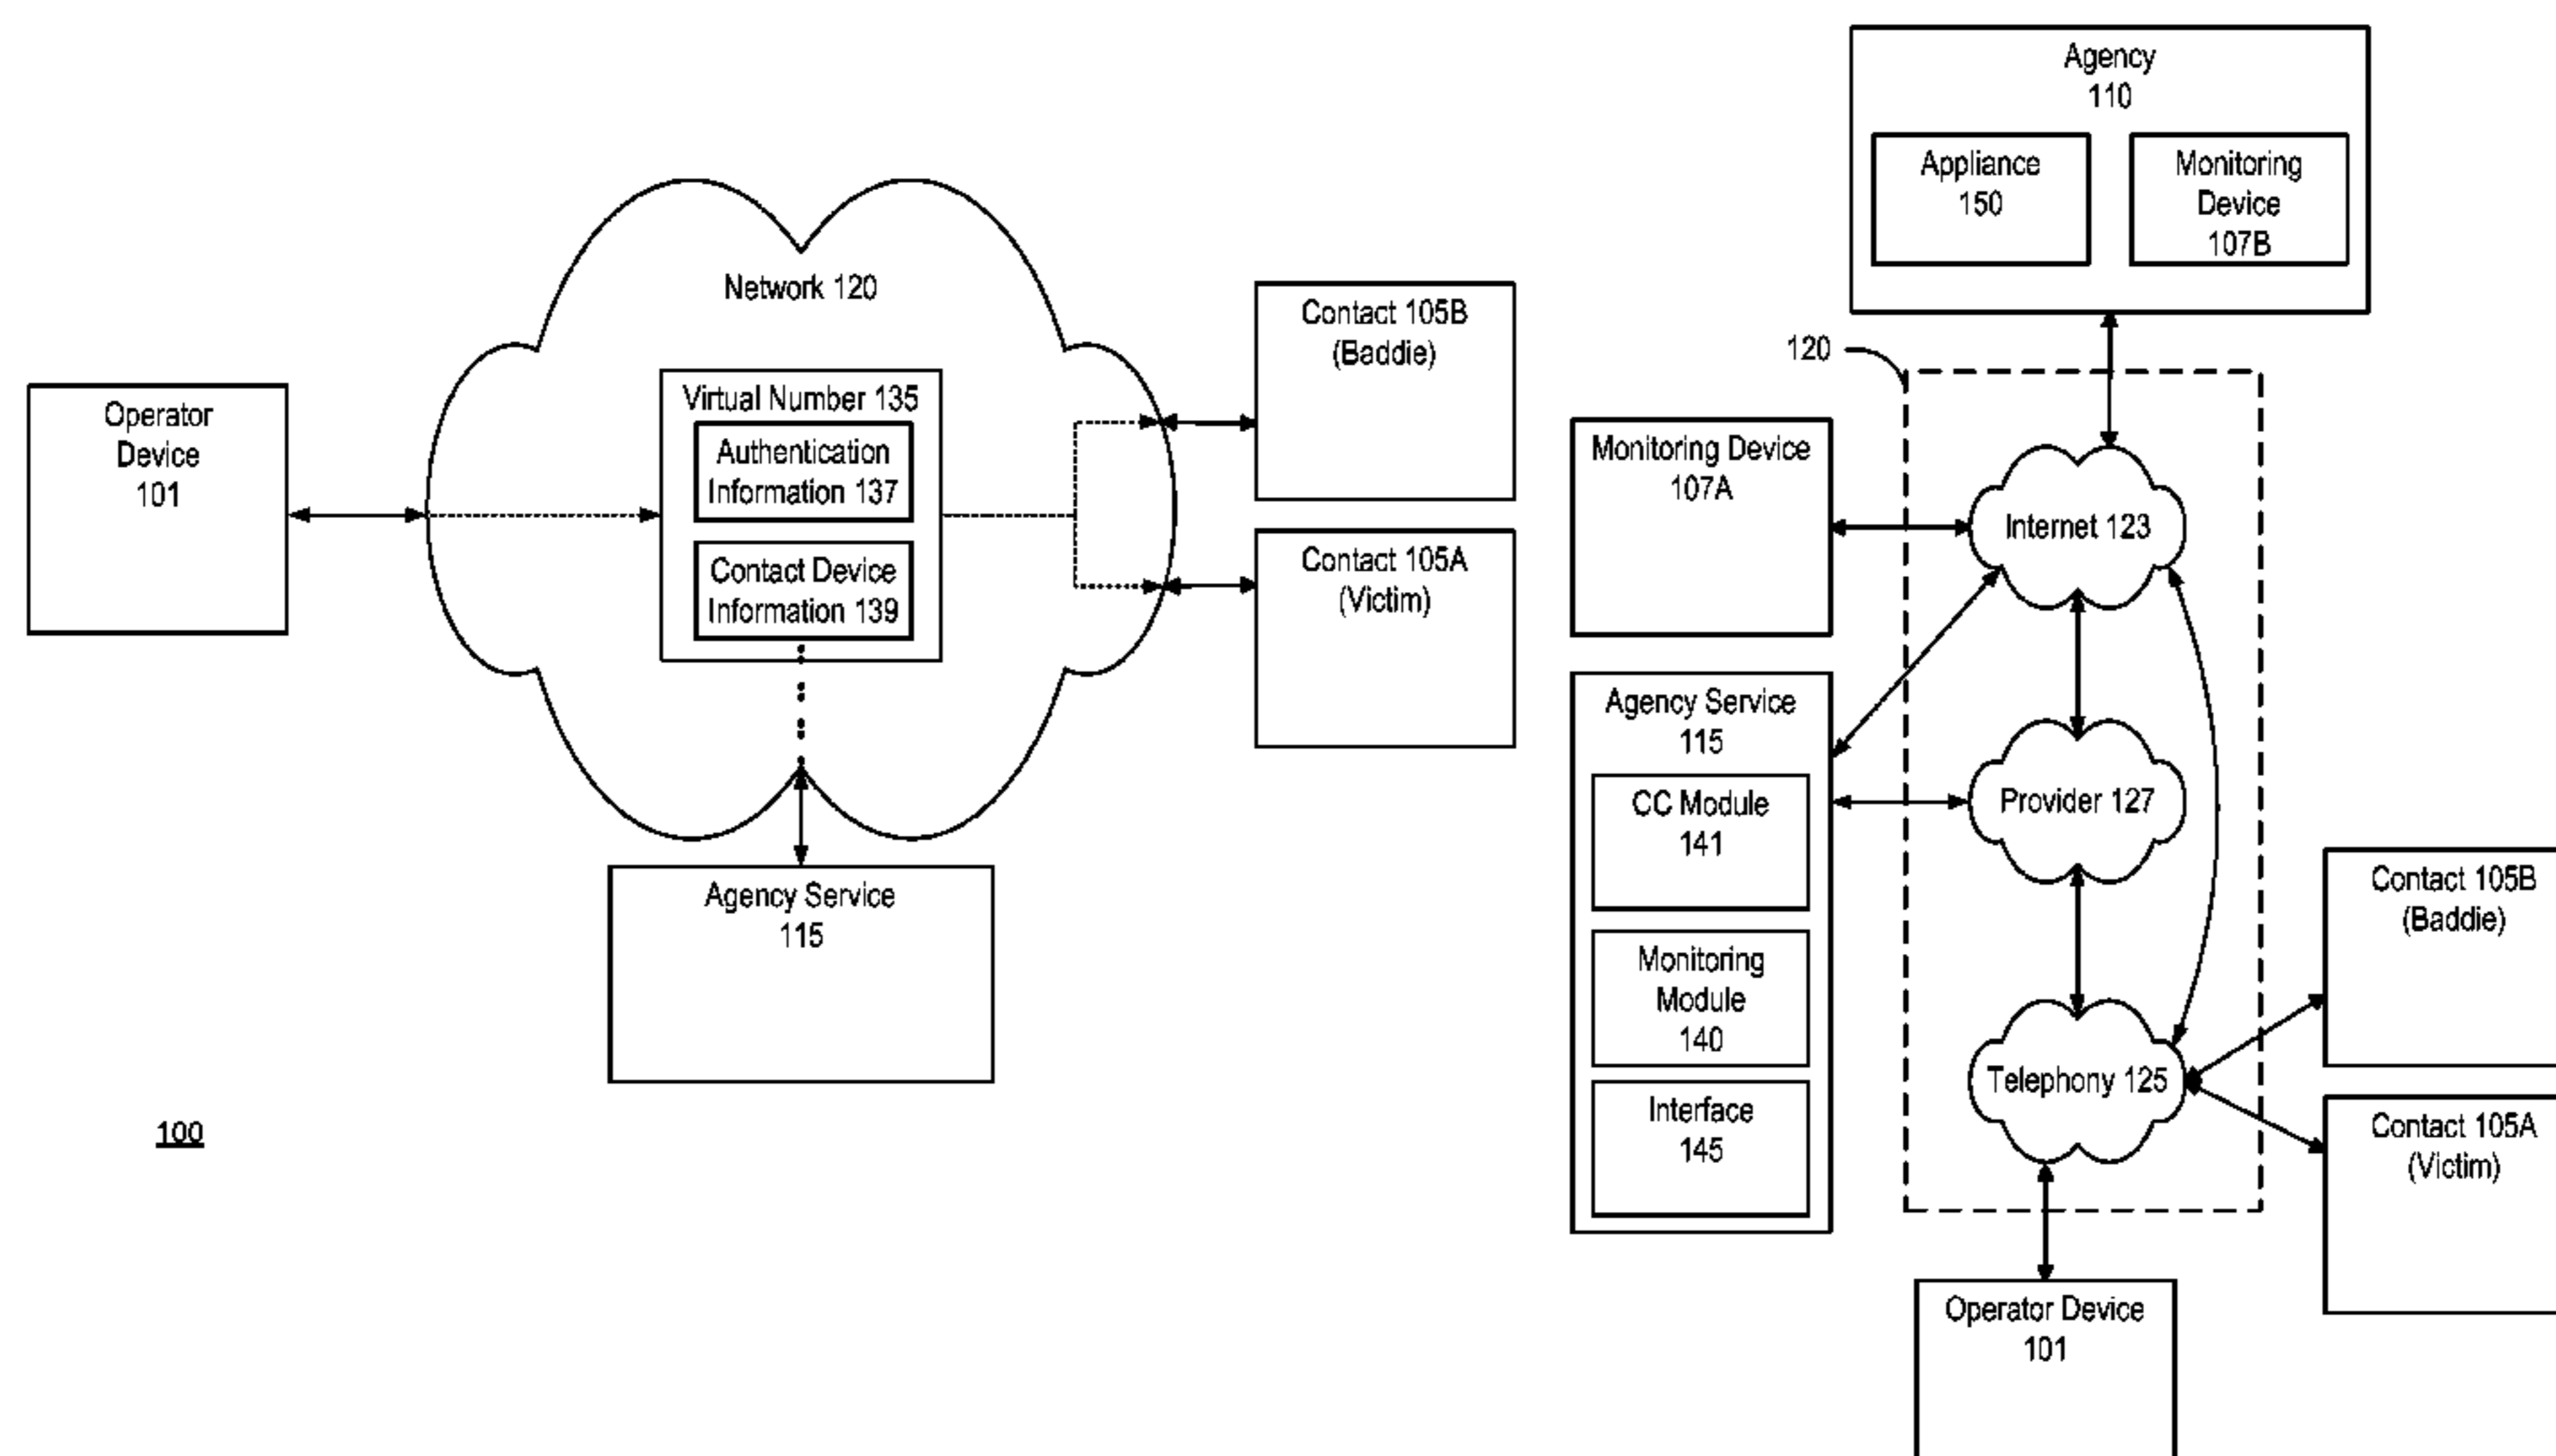 Operator
Device
101
Network 120
Virtual Number 135
Authentication
Information 137
Contact Device
Information 139
Contact 105B
(Baddie)
Contact 105A
(Victim)
Agency Service
115
100
Agency
110
Appliance
150
Monitoring
Device
107B
120
Monitoring Device
107A
Internet 123
Agency Service
115
CC Module
141
Monitoring
Module
140
Interface
145
Provider 127
Telephony 125
Contact 105B
(Baddie)
Contact 105A
(Victim)
Operator Device
101